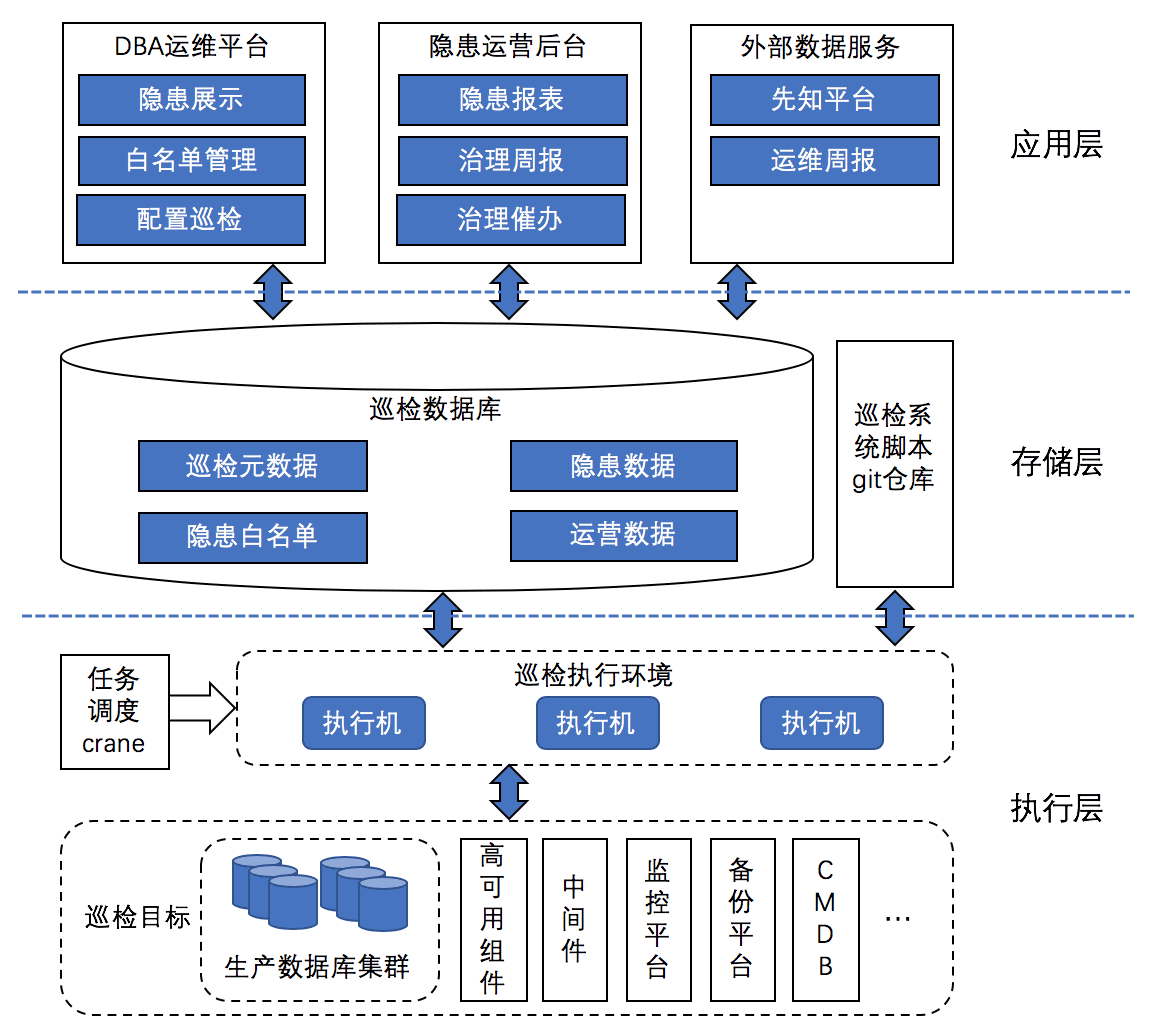 DBA运维平台
隐患展示
白名单管理
配置巡检
隐患运营后台
隐患报表
治理周报
治理催办
外部数据服务
先知平台
运维周报
应用层
巡检数据库
巡检元数据
隐患数据
隐患白名单
运营数据
巡检系
统脚本
git仓库
存储层
任务
调度
crane
巡检执行环境
执行机
执行机
执行机
执行层
巡检目标
生产数据库集群
高可用组件
中间件
监控平台
备份平台
CMDB
...